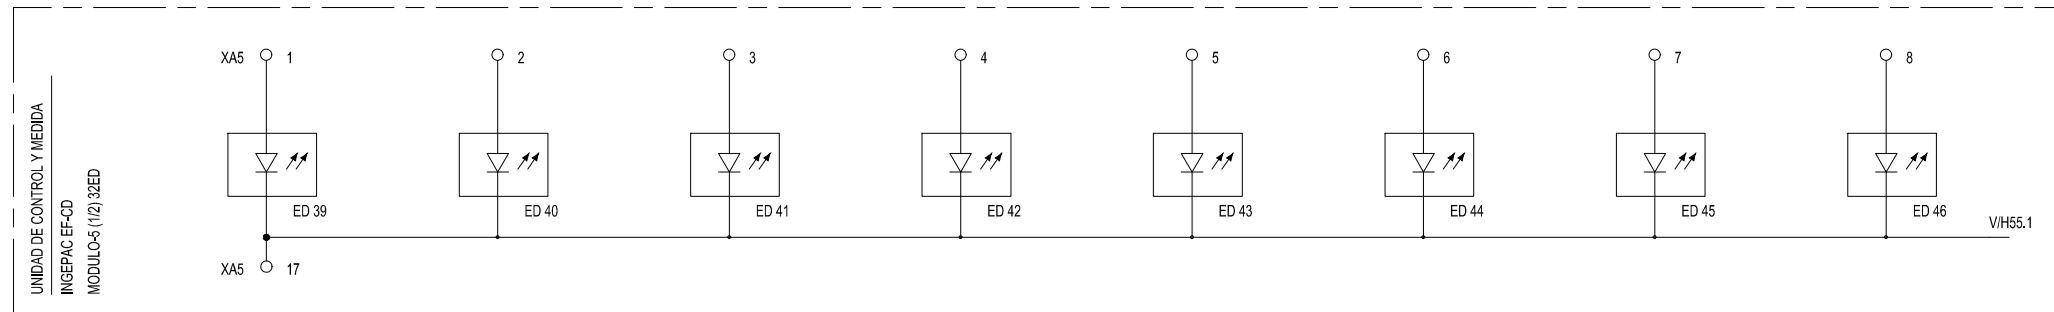 XA5 1 2 3 4 5 6 7 8
UNIDAD DE CONTROL Y MEDIDA
INGEPAC EF-CD
MODULO-5 (1/2) 32ED
ED 39 ED 40 ED 41 ED 42 ED 43 ED 44 ED 45 ED 46
V/H55.1
XA5 17